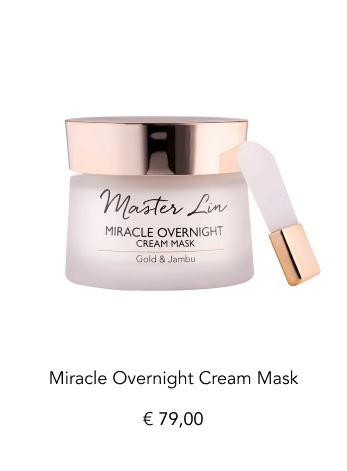 Master Lin
MIRACLE OVERNIGHT
CREAM MASK
Gold & Jambu
Miracle Overnight Cream Mask
€ 79,00